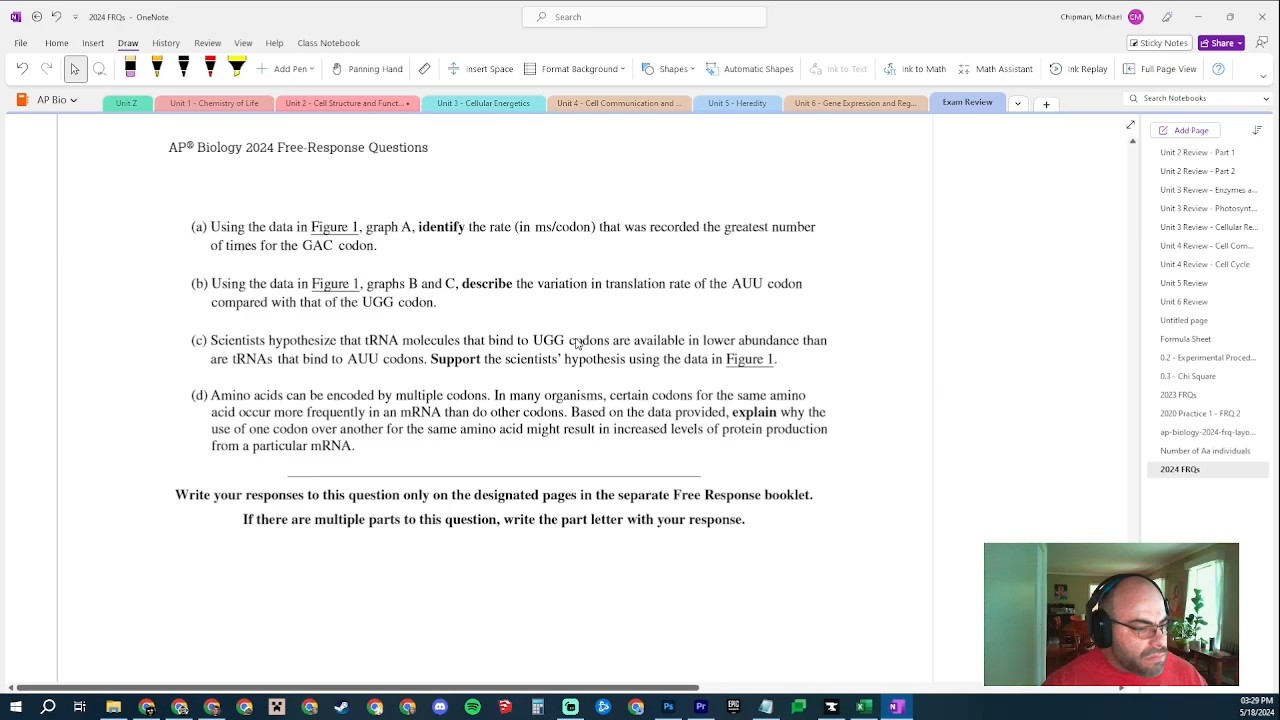 2024 FRQs - OneNote
Search
Chipman, Michael
CM
File
Home
Insert
Draw
History
Review
View
Help
Class Notebook
Sticky Notes
Share
Add Pen
Panning Hand
Insert Space
Format Background
Shapes
Automatic Shapes
Ink to Text
Ink to Math
Math Assistant
Ink Replay
Full Page View
AP Bio
Unit Z
Unit 1 - Chemistry of Life
Unit 2 - Cell Structure and Funct...
Unit 3 - Cellular Energetics
Unit 4 - Cell Communication and ...
Unit 5 - Heredity
Unit 6 - Gene Expression and Reg...
Exam Review
Search Notebooks
AP® Biology 2024 Free-Response Questions
(a) Using the data in Figure 1, graph A, identify the rate (in ms/codon) that was recorded the greatest number
of times for the GAC codon.
(b) Using the data in Figure 1, graphs B and C, describe the variation in translation rate of the AUU codon
compared with that of the UGG codon.
(c) Scientists hypothesize that tRNA molecules that bind to UGG codons are available in lower abundance than
are tRNAs that bind to AUU codons. Support the scientists' hypothesis using the data in Figure 1.
(d) Amino acids can be encoded by multiple codons. In many organisms, certain codons for the same amino
acid occur more frequently in an mRNA than do other codons. Based on the data provided, explain why the
use of one codon over another for the same amino acid might result in increased levels of protein production
from a particular mRNA.
Write your responses to this question only on the designated pages in the separate Free Response booklet.
If there are multiple parts to this question, write the part letter with your response.
Add Page
Unit 2 Review - Part 1
Unit 2 Review - Part 2
Unit 3 Review - Enzymes a...
Unit 3 Review - Photosynt...
Unit 3 Review - Cellular Re...
Unit 4 Review - Cell Com...
Unit 4 Review - Cell Cycle
Unit 5 Review
Unit 6 Review
Untitled page
Formula Sheet
0.2 - Experimental Proced...
0.3 - Chi Square
2023 FRQs
2020 Practice 1 - FRQ 2
ap-biology-2024-frq-layo...
Number of Aa individuals
2024 FRQs
03:29 PM
5/18/2024